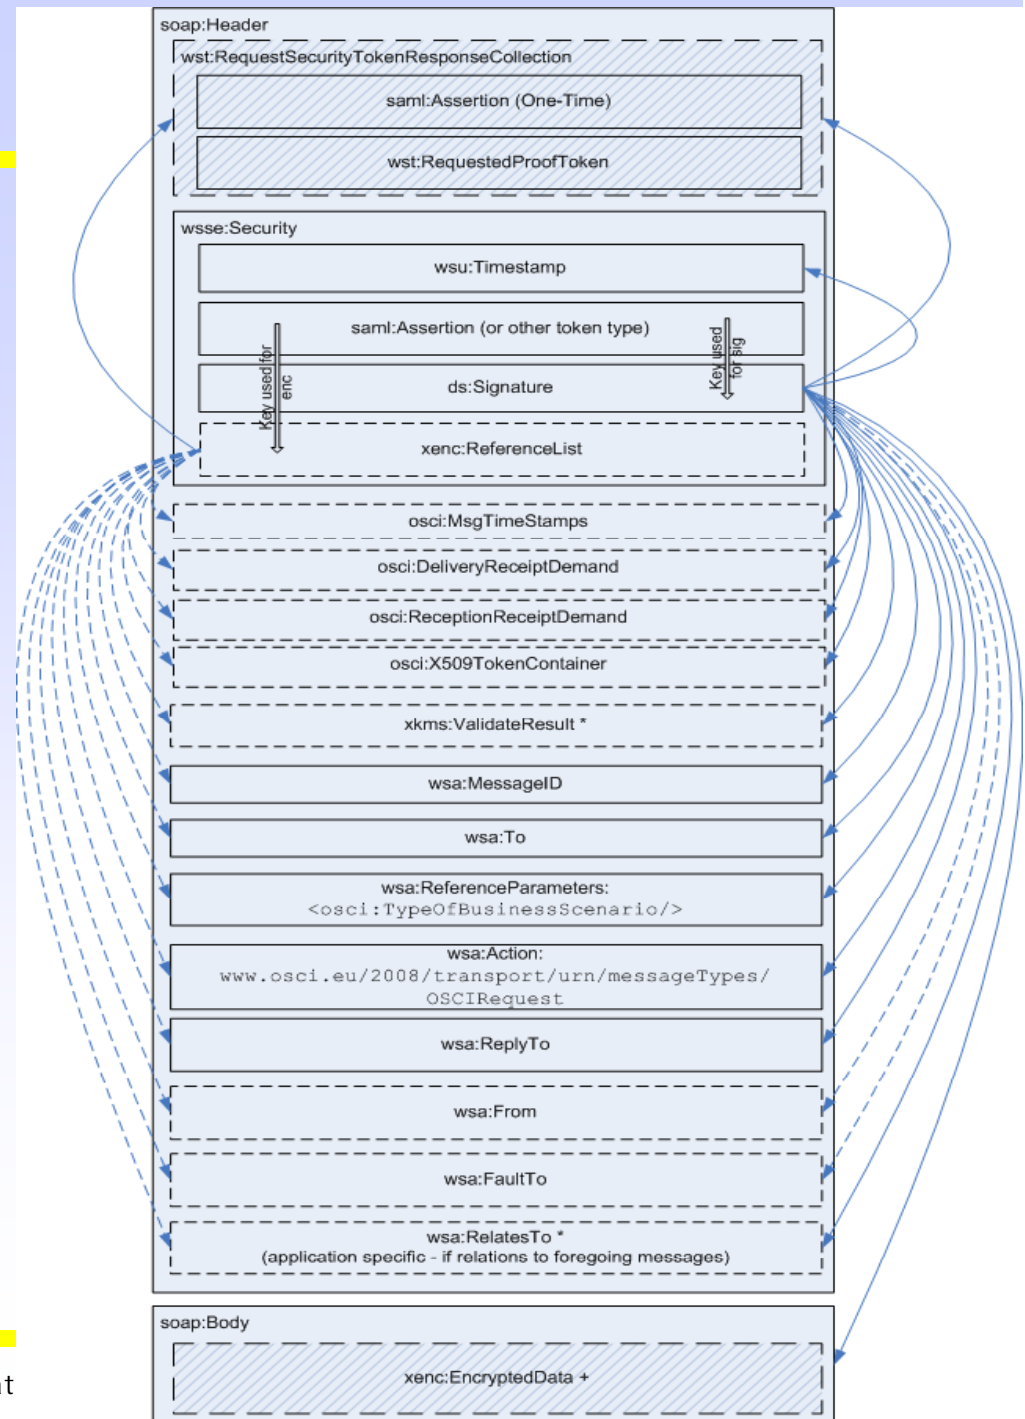 soap:Header
wst:RequestSecurityTokenResponseCollection
saml:Assertion (One-Time)
wst:RequestedProofToken
wsse:Security
wsu:Timestamp
saml:Assertion (or other token type)
Key used for
enc
Key used
for sig
ds:Signature
xenc:ReferenceList
osci:MsgTimeStamps
osci:DeliveryReceiptDemand
osci:ReceptionReceiptDemand
osci:X509TokenContainer
xkms:ValidateResult *
wsa:MessageID
wsa:To
wsa:ReferenceParameters:
<osci:TypeOfBusinessScenario/>
wsa:Action:
www.osci.eu/2008/transport/urn/messageTypes/
OSCIRequest
wsa:ReplyTo
wsa:From
wsa:FaultTo
wsa:RelatesTo *
(application specific - if relations to foregoing messages)
soap:Body
xenc:EncryptedData +